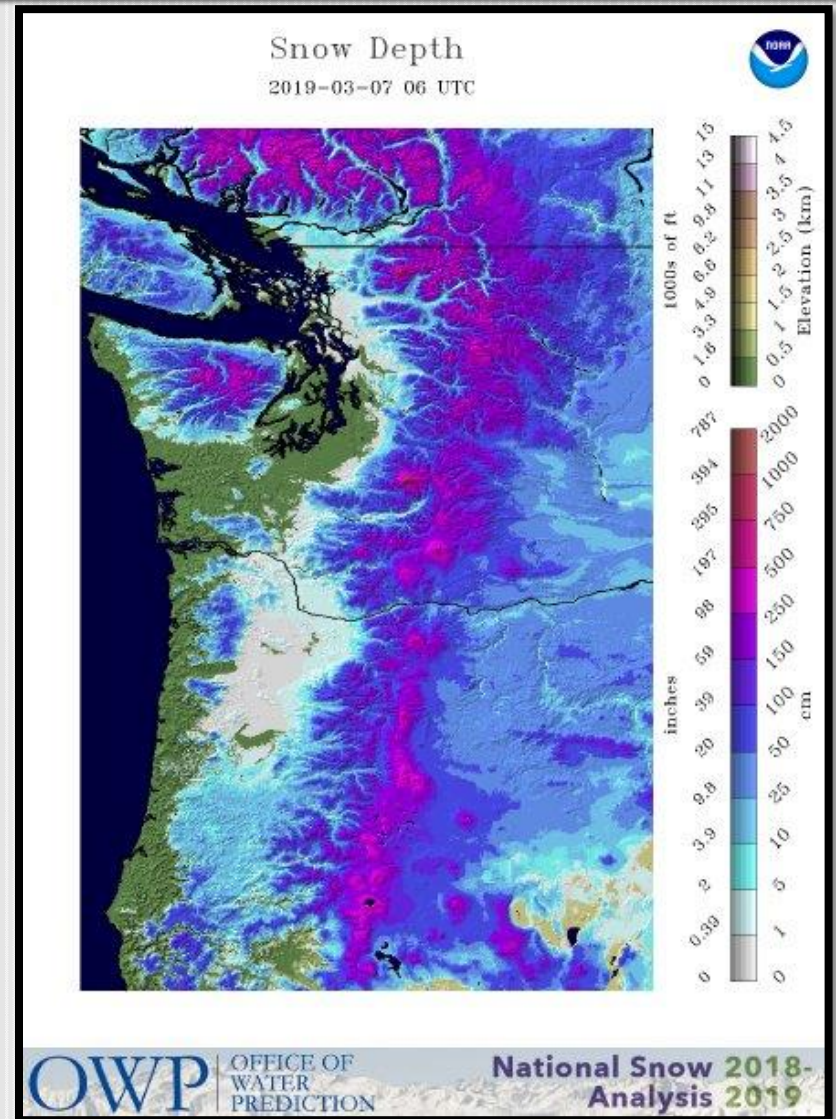 Snow Depth
2019-03-07 06 UTC
NOAA
15 4.5
13 4
11 3.5
9.8 3
8.2 2.5
6.6 2
4.9 1.5
3.3 1
1.6 0.5
0 0
1000s of ft
Elevation (km)
787 2000
394 1000
295 750
197 500
98 250
59 150
39 100
20 50
9.8 25
3.9 10
2 5
0.39 1
0 0
inches
cm
OWP
OFFICE OF
WATER
PREDICTION
National Snow 2018-
Analysis 2019